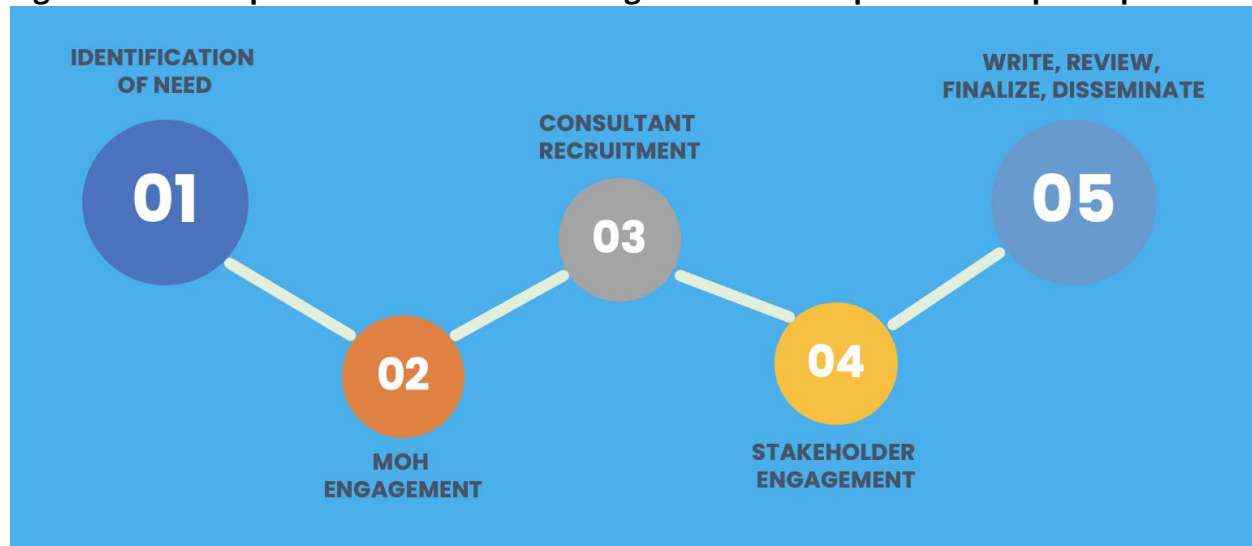 IDENTIFICATION
OF NEED
01
02
MOH
ENGAGEMENT
CONSULTANT
RECRUITMENT
03
04
STAKEHOLDER
ENGAGEMENT
WRITE, REVIEW,
FINALIZE, DISSEMINATE
05